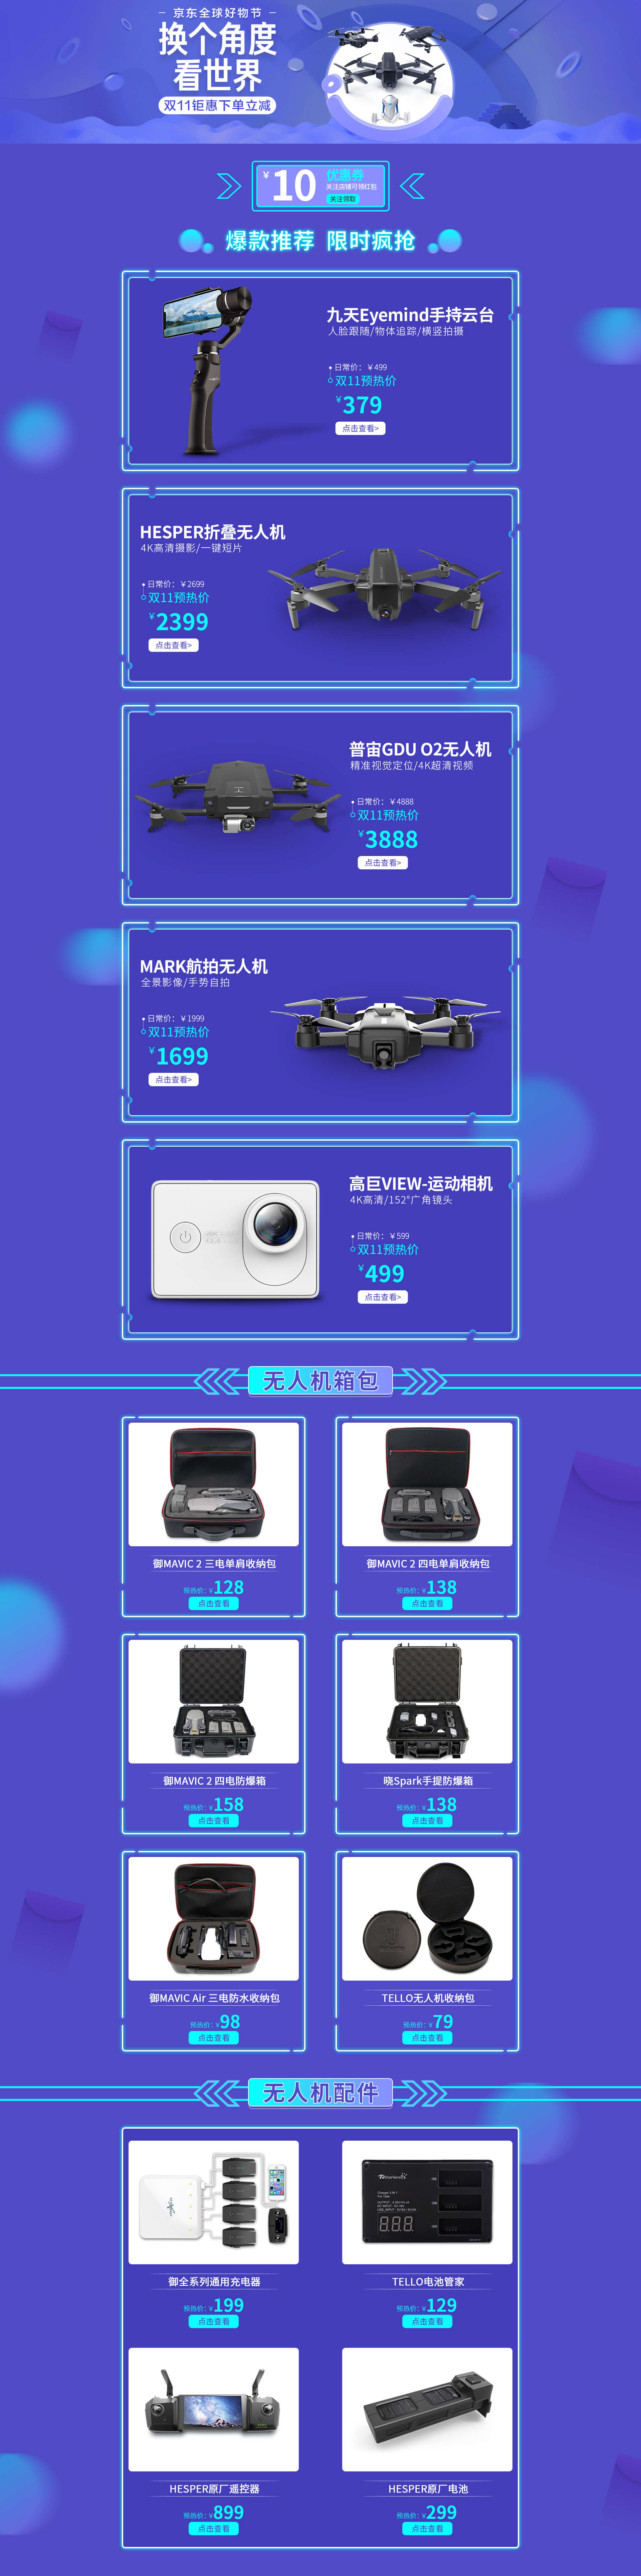 京东全球好物节
换个角度
看世界
双11钜惠下单立减
¥10
优惠券
关注店铺可领红包
关注领取
爆款推荐 限时疯抢
九天Eyemind手持云台
人脸跟随/物体追踪/横竖拍摄
日常价：¥499
双11预热价
¥379
点击查看>
HESPER折叠无人机
4K高清摄影/一键短片
日常价：¥2699
双11预热价
¥2399
点击查看>
普宙GDU O2无人机
精准视觉定位/4K超清视频
日常价：¥4888
双11预热价
¥3888
点击查看>
MARK航拍无人机
全景影像/手势自拍
日常价：¥1999
双11预热价
¥1699
点击查看>
高巨VIEW-运动相机
4K高清/152°广角镜头
日常价：¥599
双11预热价
¥499
点击查看>
无人机箱包
御MAVIC 2 三电单肩收纳包
预热价：¥128
点击查看
御MAVIC 2 四电单肩收纳包
预热价：¥138
点击查看
御MAVIC 2 四电防爆箱
预热价：¥158
点击查看
晓Spark手提防爆箱
预热价：¥138
点击查看
御MAVIC Air 三电防水收纳包
预热价：¥98
点击查看
TELLO无人机收纳包
预热价：¥79
点击查看
无人机配件
御全系列通用充电器
预热价：¥199
点击查看
TELLO电池管家
预热价：¥129
点击查看
HESPER原厂遥控器
预热价：¥899
点击查看
HESPER原厂电池
预热价：¥299
点击查看